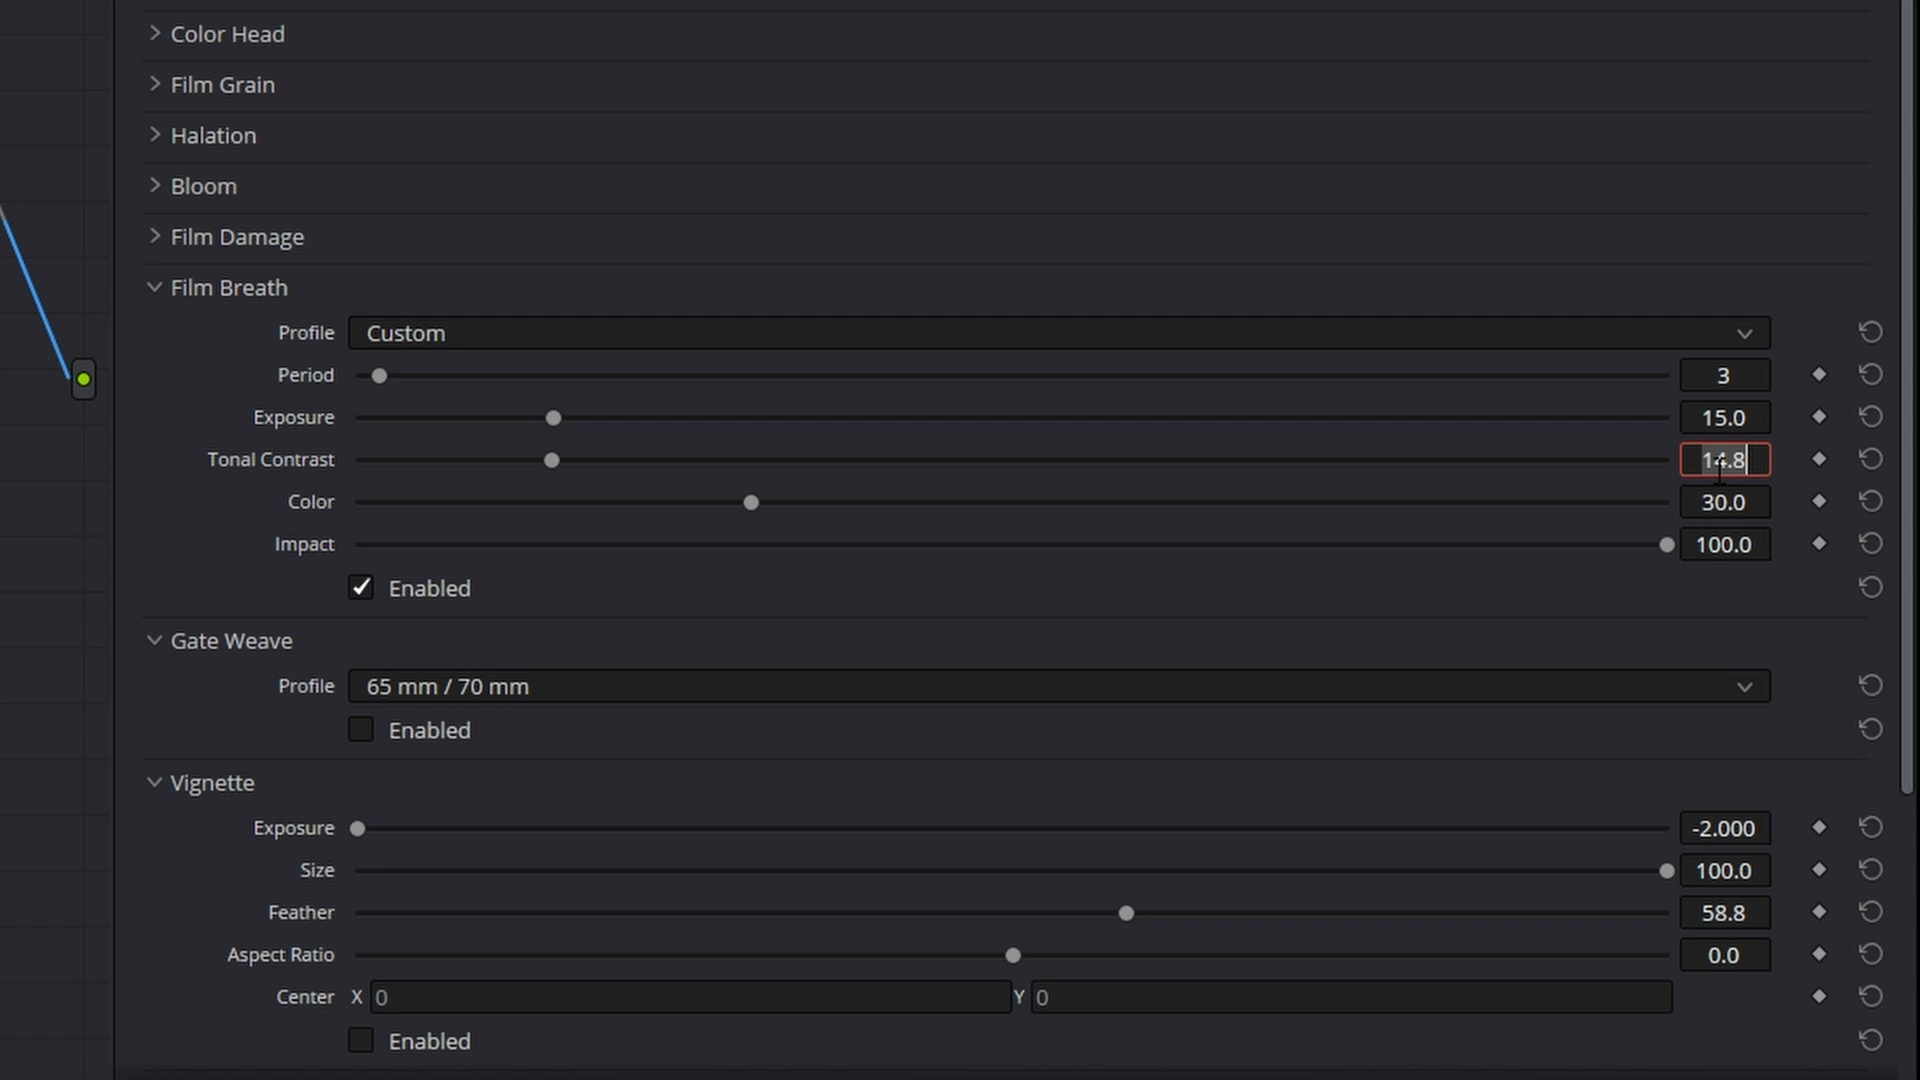 Color Head
Film Grain
Halation
Bloom
Film Damage
Film Breath
Profile Custom
Period 3
Exposure 15.0
Tonal Contrast 14.8
Color 30.0
Impact 100.0
Enabled
Gate Weave
Profile 65 mm / 70 mm
Enabled
Vignette
Exposure -2.000
Size 100.0
Feather 58.8
Aspect Ratio 0.0
Center X 0 Y 0
Enabled